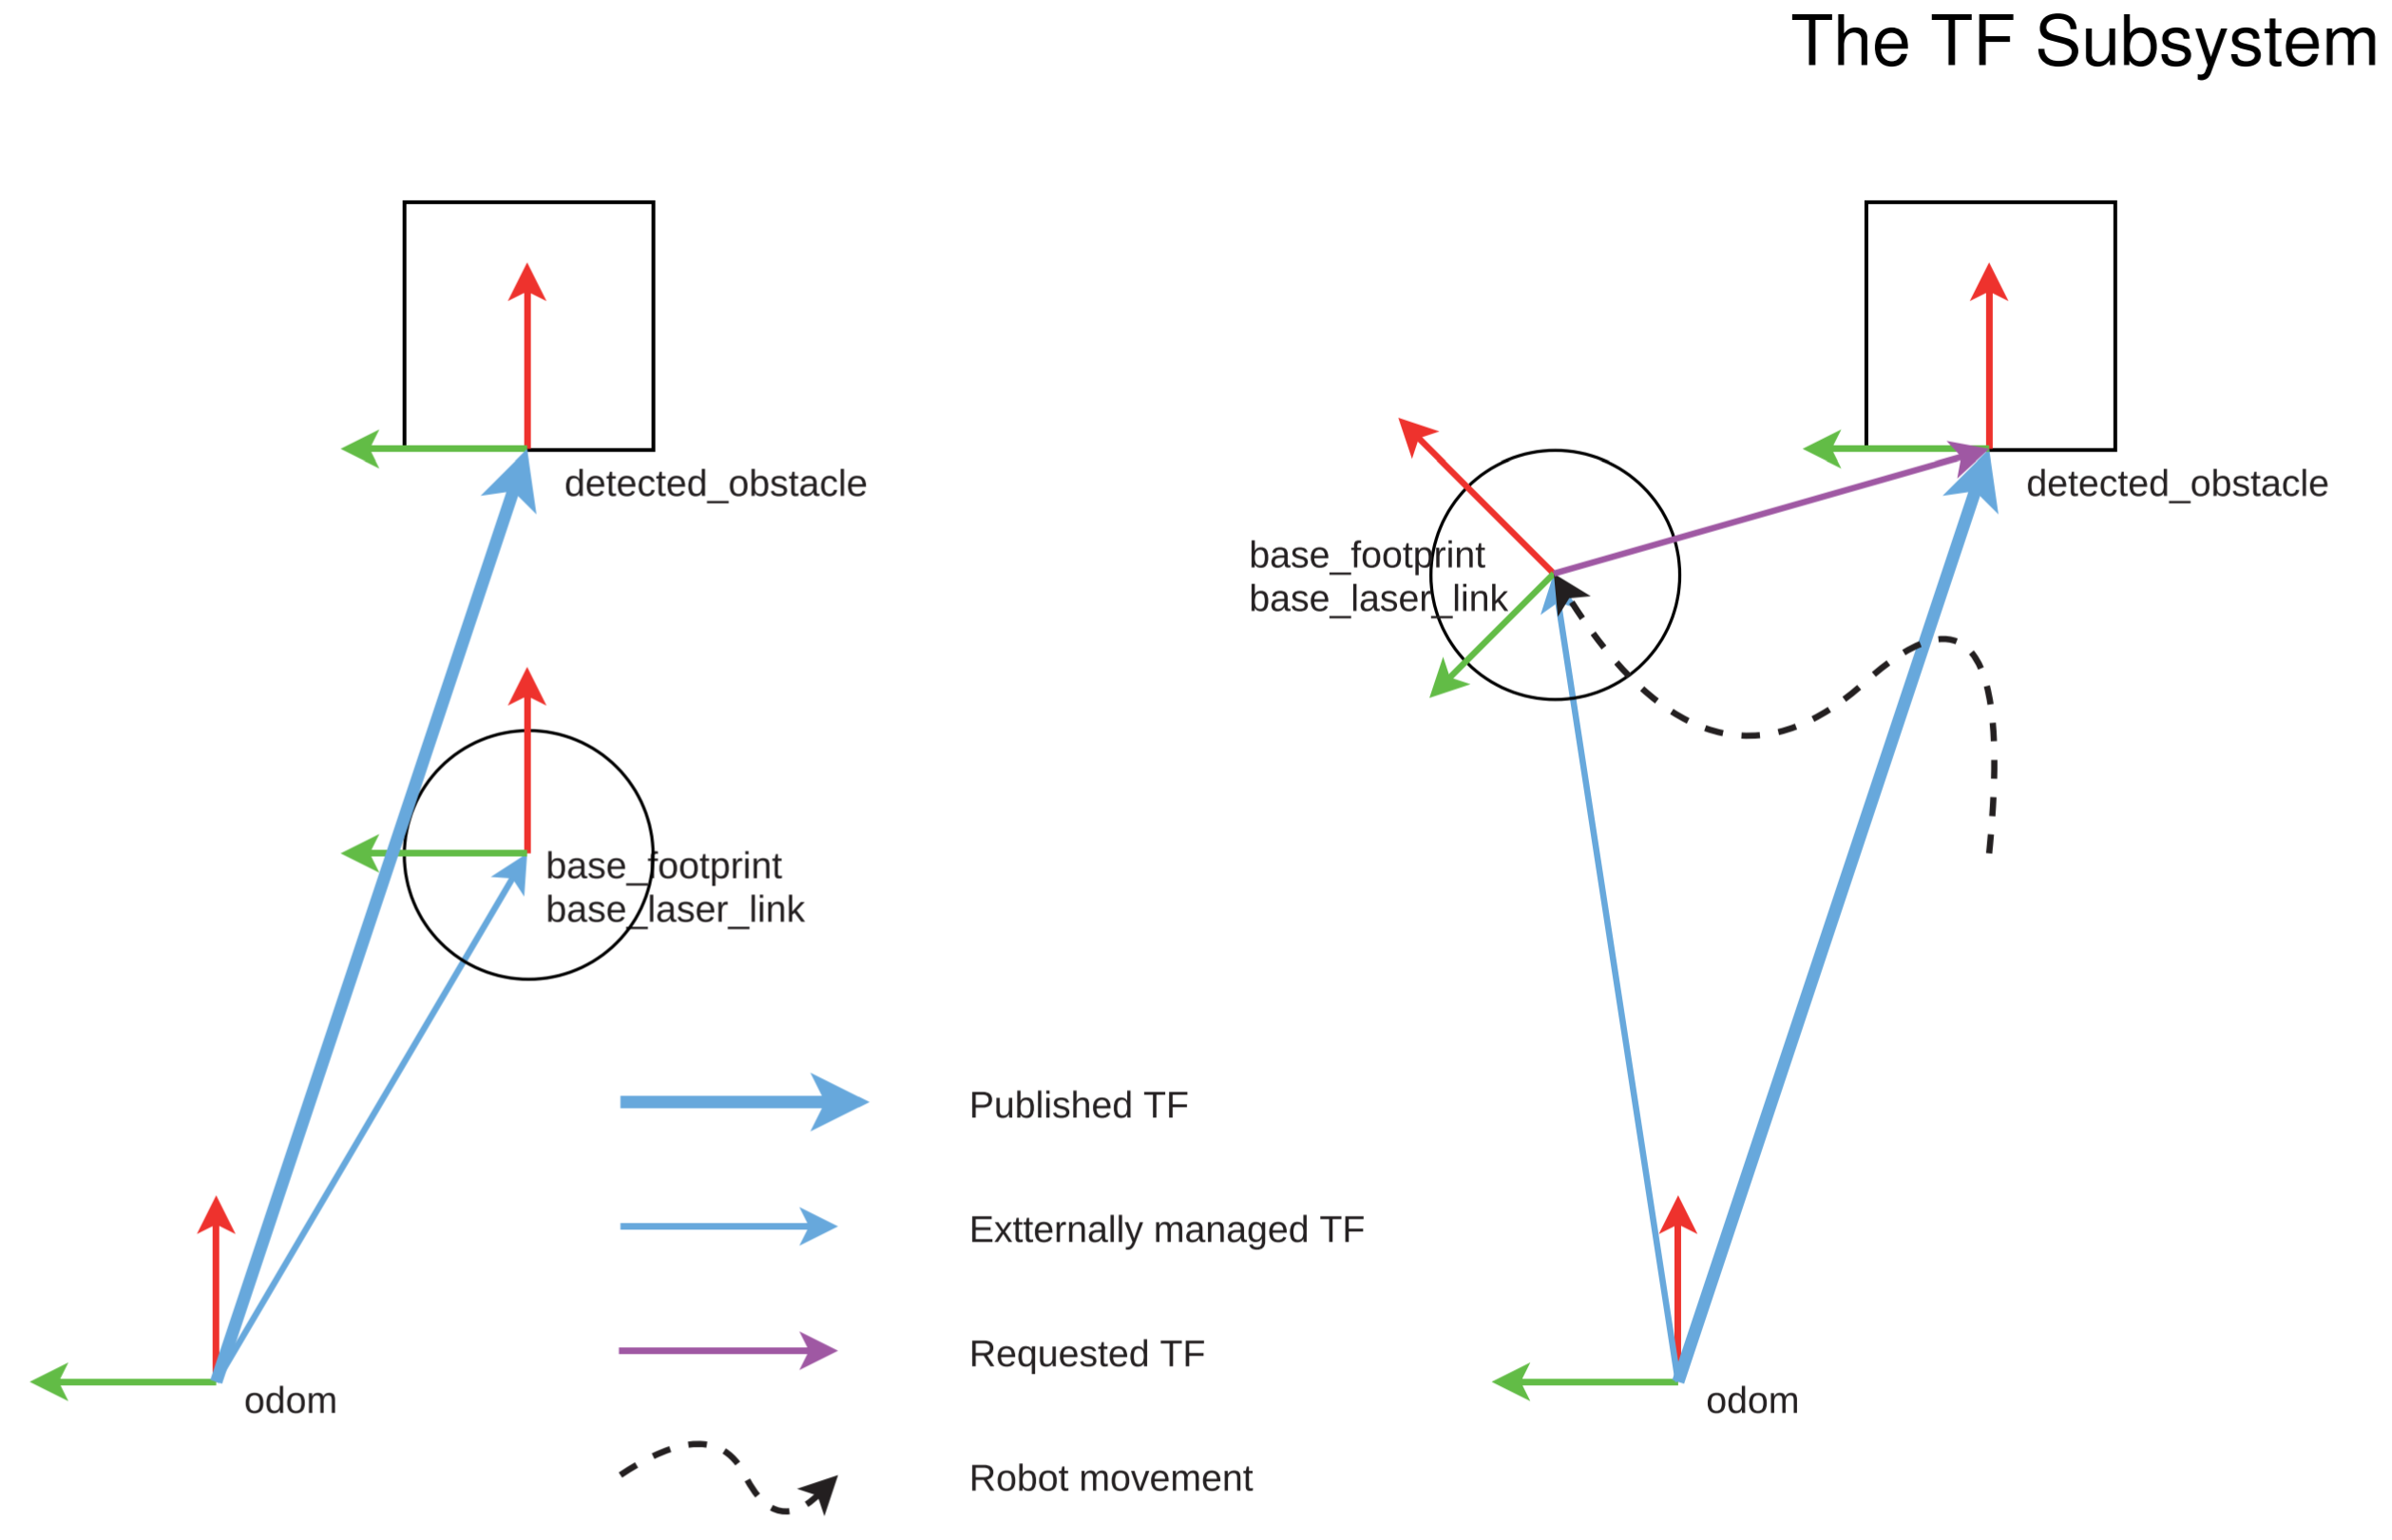 The TF Subsystem
detected_obstacle
base_footprint
base_laser_link
odom
Published TF
Externally managed TF
Requested TF
Robot movement
detected_obstacle
base_footprint
base_laser_link
odom